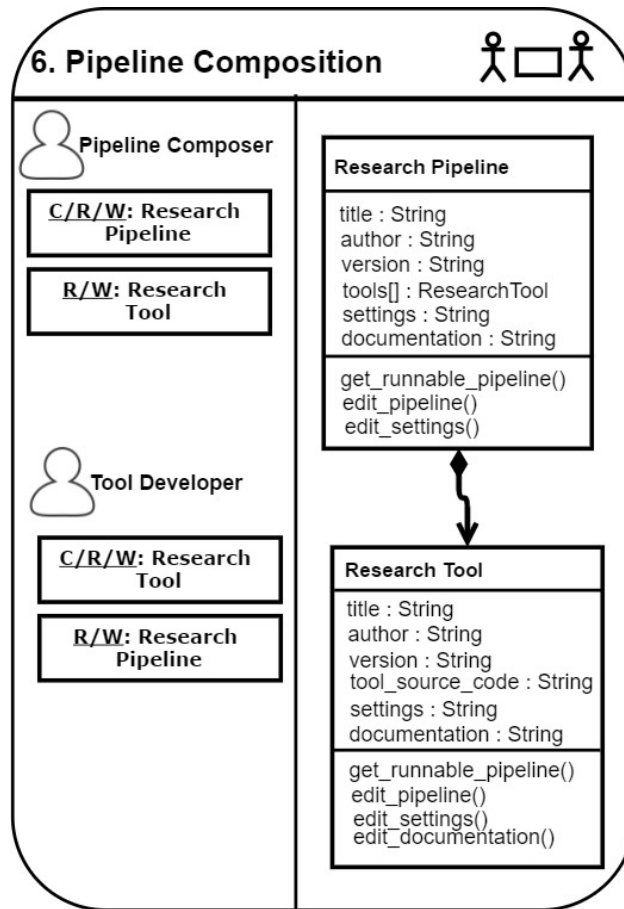 6. Pipeline Composition
Pipeline Composer
C/R/W: Research
Pipeline
R/W: Research
Tool
Tool Developer
C/R/W: Research
Tool
R/W: Research
Pipeline
Research Pipeline
title : String
author : String
version : String
tools[] : ResearchTool
settings : String
documentation : String
get_runnable_pipeline()
edit_pipeline()
edit_settings()
Research Tool
title : String
author : String
version : String
tool_source_code : String
settings : String
documentation : String
get_runnable_pipeline()
edit_pipeline()
edit_settings()
edit_documentation()